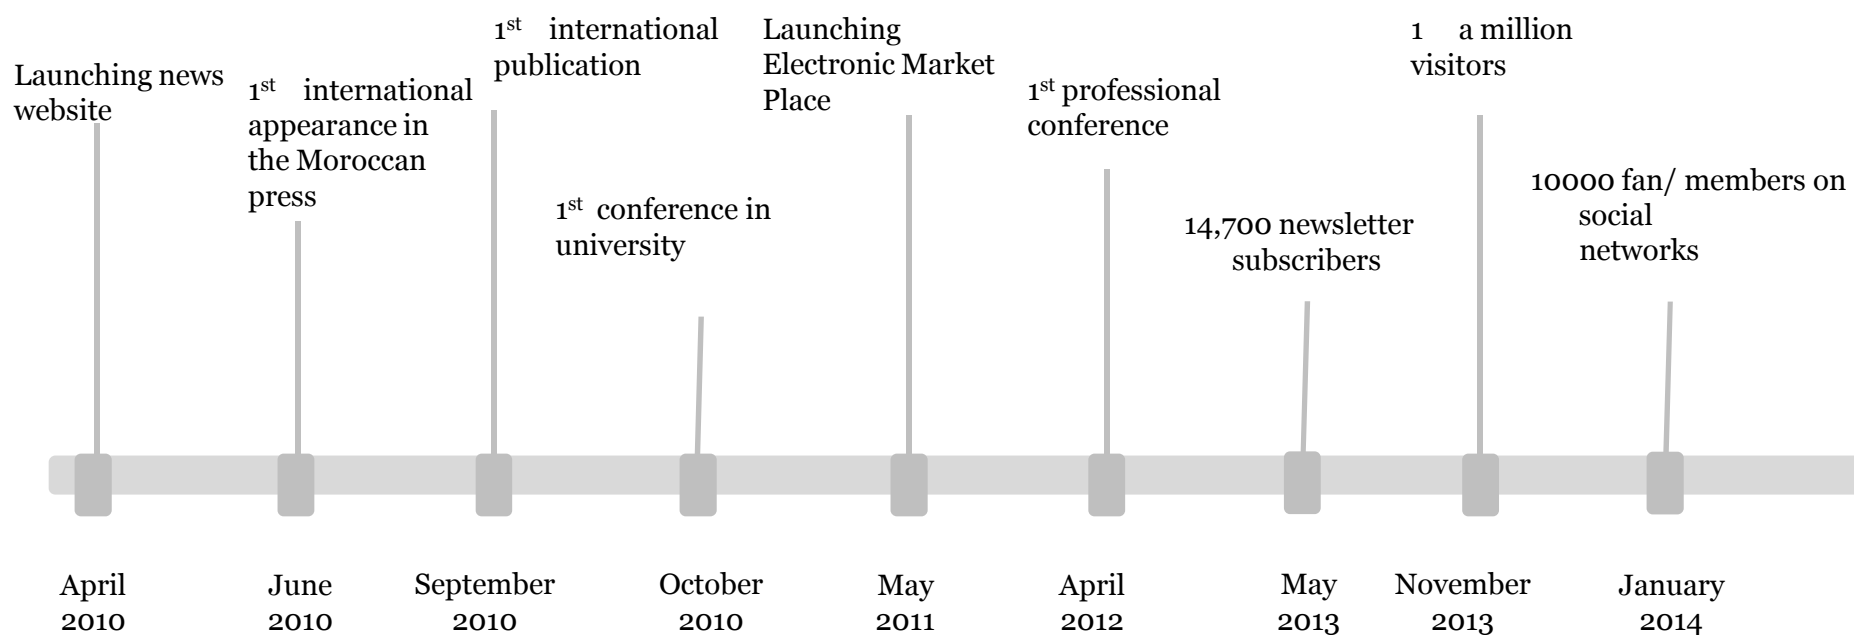 Launching news
website
1st international
appearance in
the Moroccan
press
1st international
publication
1st conference in
university
Launching
Electronic Market
Place
1st professional
conference
14,700 newsletter
subscribers
1 a million
visitors
10000 fan/ members on
social
networks
April
2010
June
2010
September
2010
October
2010
May
2011
April
2012
May
2013
November
2013
January
2014